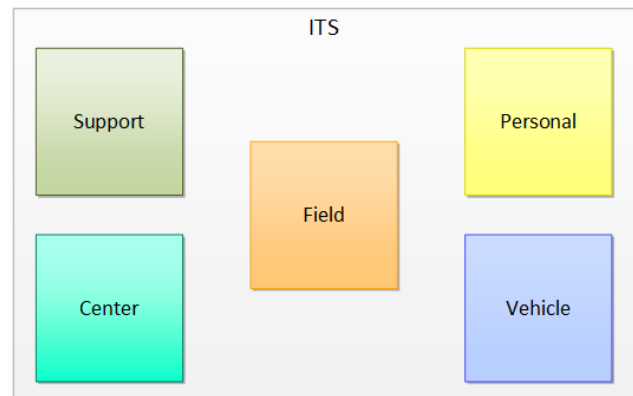 ITS
Support
Personal
Field
Center
Vehicle